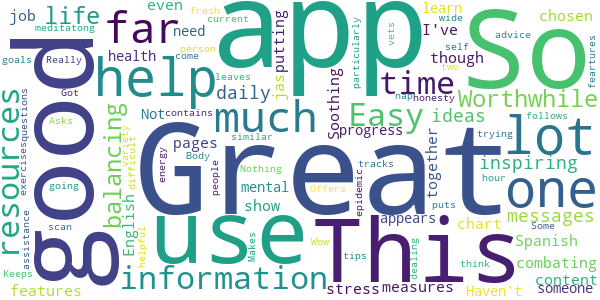 Great
app
So
good
This
use
far
help
much
lot
one
time
Easy
information
life
resources
balancing
Worthwhile
ideas
inspiring
messages
job
even
health
need
putting
I've
though
learn
chosen
wide
fresh
current
person
come
particularly
vets
self
two
advice
feartures
meditatong
goals
Really
Got
leaves
daily
Not
contains
jas
Soothing
nap
honesty
trying
follows
progress
together
Asks
exercisesquestions
variety
difficult
pages
Body
similar
tracks
hour
going
English
energy
people
mental
Nothing
show
epidemic
appears
chart
puts
Some
Spanish
scan
assistance
helpful
Offers
Makes
Wow
tips
dealing
think
combating
content
Keeps
features
stress
measures
Haven't
someone